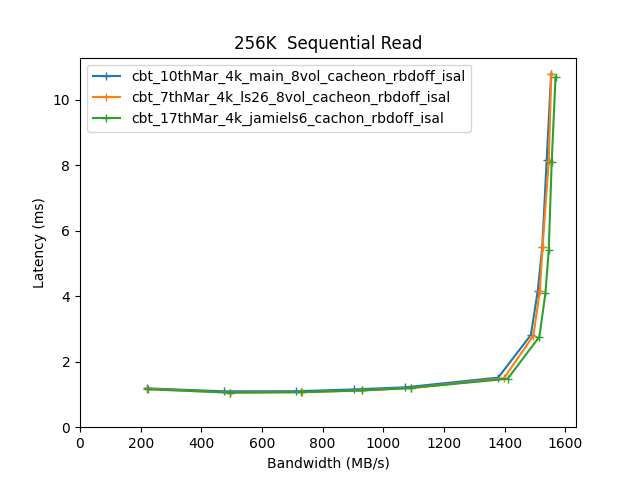 256K  Sequential Read
cbt_10thMar_4k_main_8vol_cacheon_rbdoff_isal
cbt_7thMar_4k_ls26_8vol_cacheon_rbdoff_isal
cbt_17thMar_4k_jamiels6_cachon_rbdoff_isal
Latency (ms)
10
8
6
4
2
0
0 200 400 600 800 1000 1200 1400 1600
Bandwidth (MB/s)